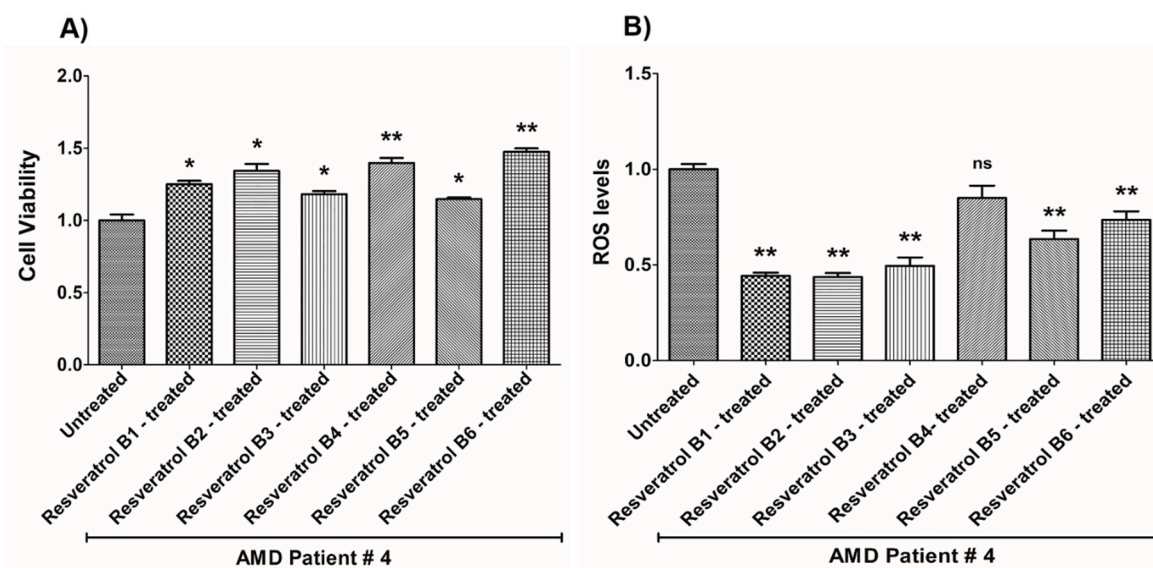 A)
Cell Viability
2.0
1.5
1.0
0.5
0.0
*
*
*
**
*
**
Untreated
Resveratrol B1 - treated
Resveratrol B2 - treated
Resveratrol B3 - treated
Resveratrol B4 - treated
Resveratrol B5 - treated
Resveratrol B6 - treated
AMD Patient # 4
B)
ROS levels
1.5
1.0
0.5
0.0
**
**
**
ns
**
**
Untreated
Resveratrol B1 - treated
Resveratrol B2 - treated
Resveratrol B3 - treated
Resveratrol B4- treated
Resveratrol B5 - treated
Resveratrol B6 - treated
AMD Patient # 4